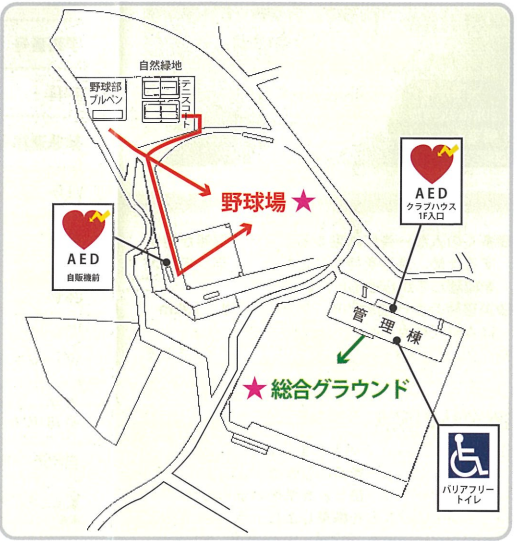 自然緑地
野球部
ブルペン
テニスコート
野球場★
AED
クラブハウス
1F入口
AED
自販機前
管理棟
★総合グラウンド
バリアフリー
トイレ